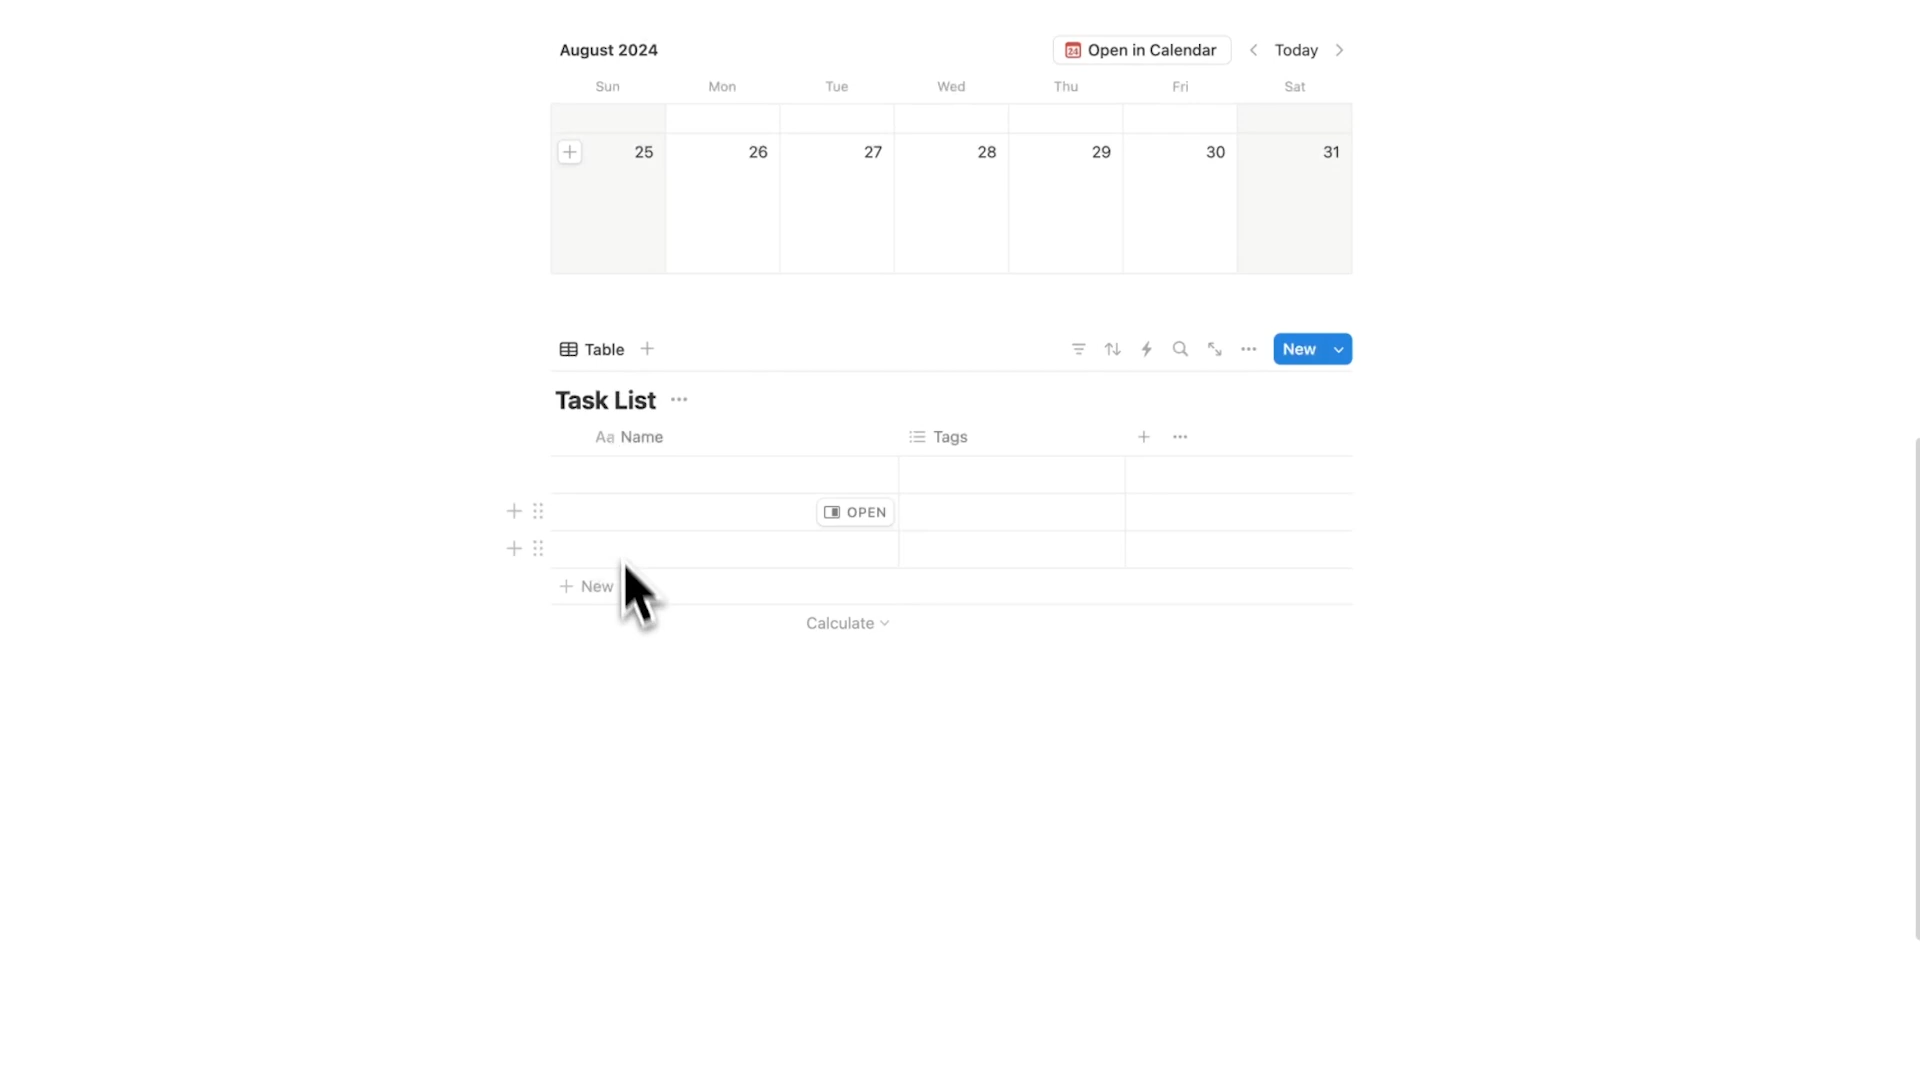 August 2024
24 Open in Calendar Today
Sun Mon Tue Wed Thu Fri Sat
25 26 27 28 29 30 31
Table
New
Task List
Aa Name Tags
OPEN
New
Calculate